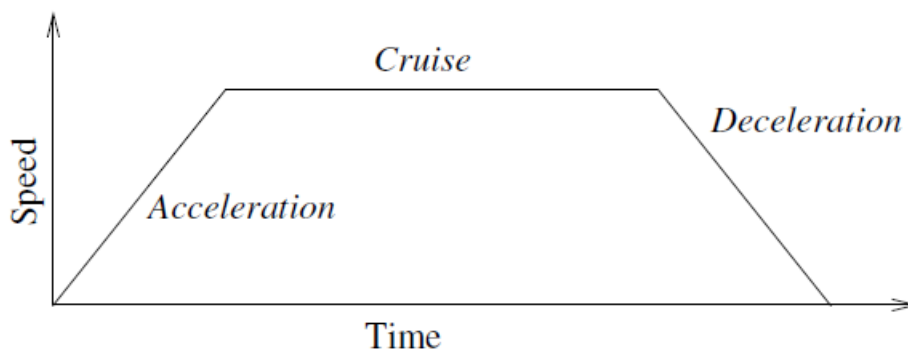 Cruise
Deceleration
Acceleration
Speed
Time